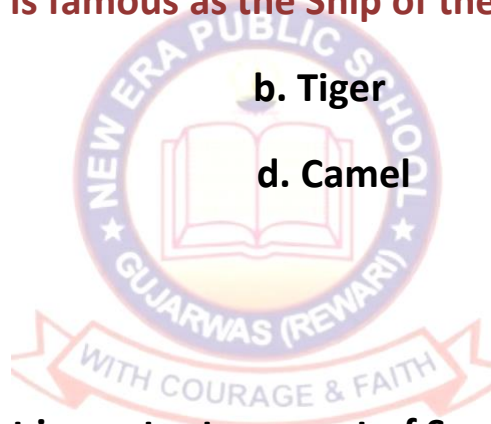 is famous as the Ship of the
b. Tiger
d. Camel
NEW ERA PUBLIC SCHOOL
★ GUJARWAS (REWARI) ★
WITH COURAGE & FAITH